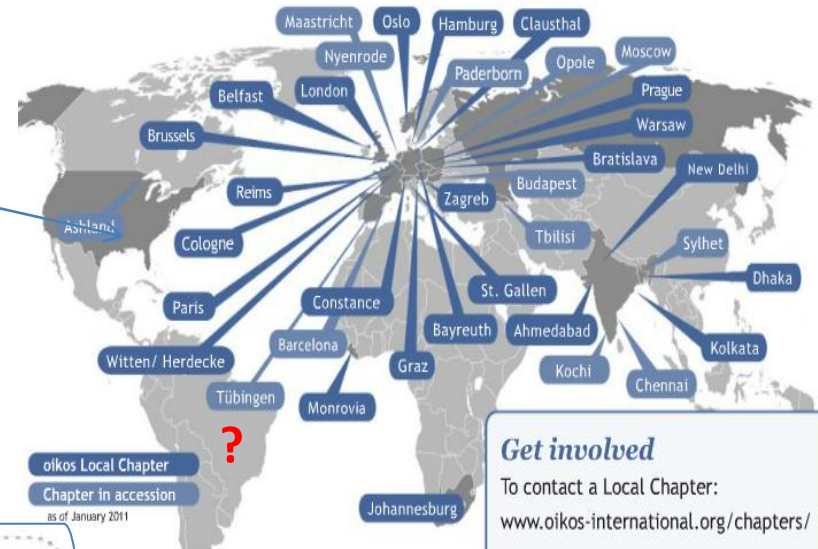 Maastricht
Oslo
Hamburg
Clausthal
Nyenrode
Paderborn
Opole
Moscow
Belfast
London
Prague
Brussels
Warsaw
Bratislava
New Delhi
Reims
Zagreb
Budapest
Ashland
Cologne
Tbilisi
Sylhet
Dhaka
Paris
Constance
St. Gallen
Bayreuth
Ahmedabad
Kolkata
Witten/ Herdecke
Barcelona
Graz
Kochi
Chennai
Tübingen
Monrovia
?
oikos Local Chapter
Chapter in accession
as of January 2011
Johannesburg
Get involved
To contact a Local Chapter:
www.oikos-international.org/chapters/